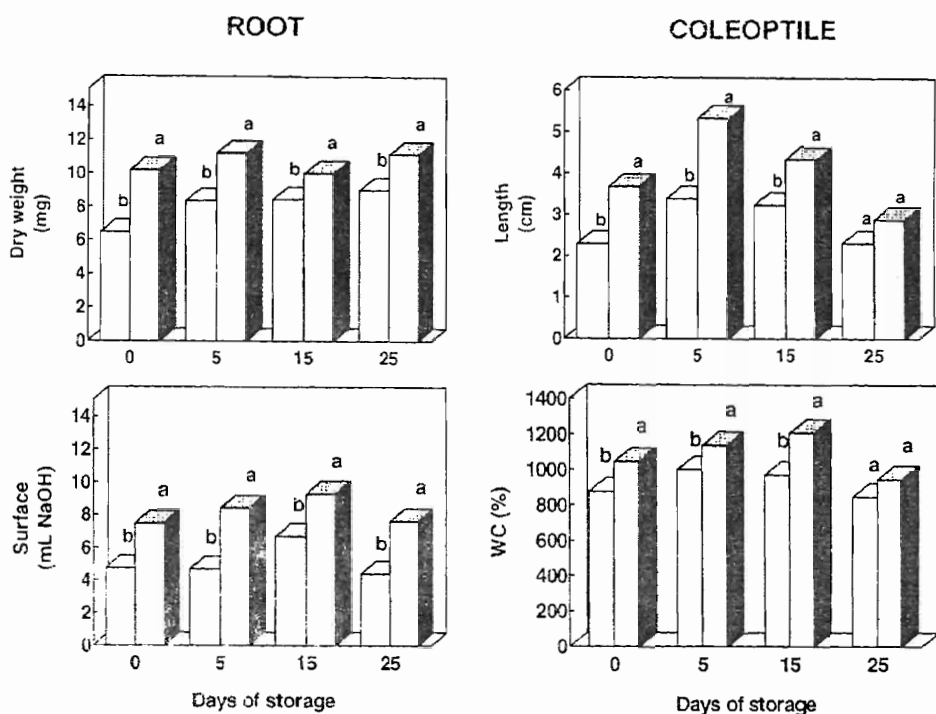 ROOT
COLEOPTILE
Dry weight
(mg)
14
12
10
8
6
4
2
0
b a b a b a b a
0 5 15 25
Length
(cm)
6
5
4
3
2
1
0
b a b a b a a a
0 5 15 25
Surface
(mL NaOH)
14
12
10
8
6
4
2
0
b a b a b a b a
0 5 15 25
Days of storage
WC (%)
1400
1200
1000
800
600
400
200
0
b a b a b a a a
0 5 15 25
Days of storage